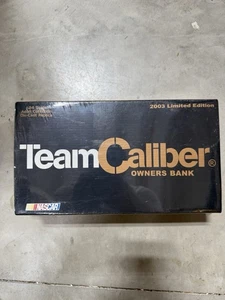 2003 Limited Edition
TeamCaliber®
OWNERS BANK
NASCAR